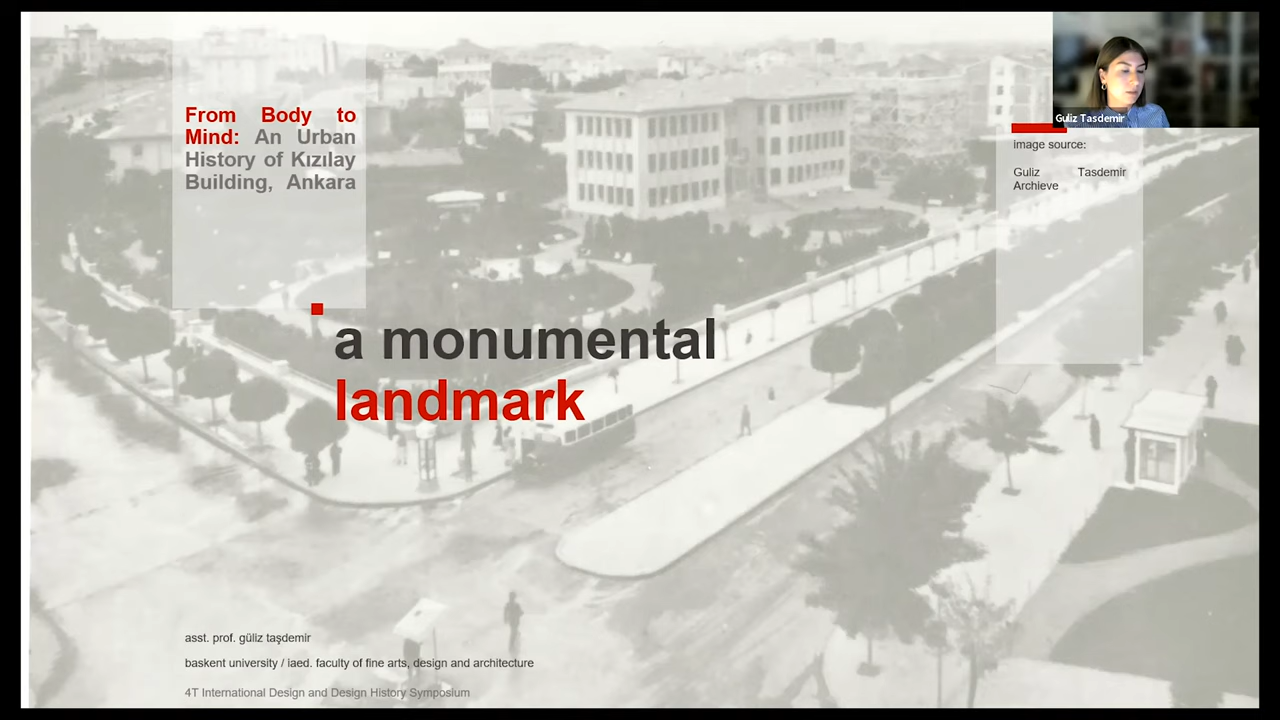 From Body to
Mind: An Urban
History of Kızılay
Building, Ankara
Guliz Tasdemir
image source:
Guliz Tasdemir
Archieve
a monumental
landmark
asst. prof. güliz taşdemir
baskent university / iaed. faculty of fine arts, design and architecture
4T International Design and Design History Symposium